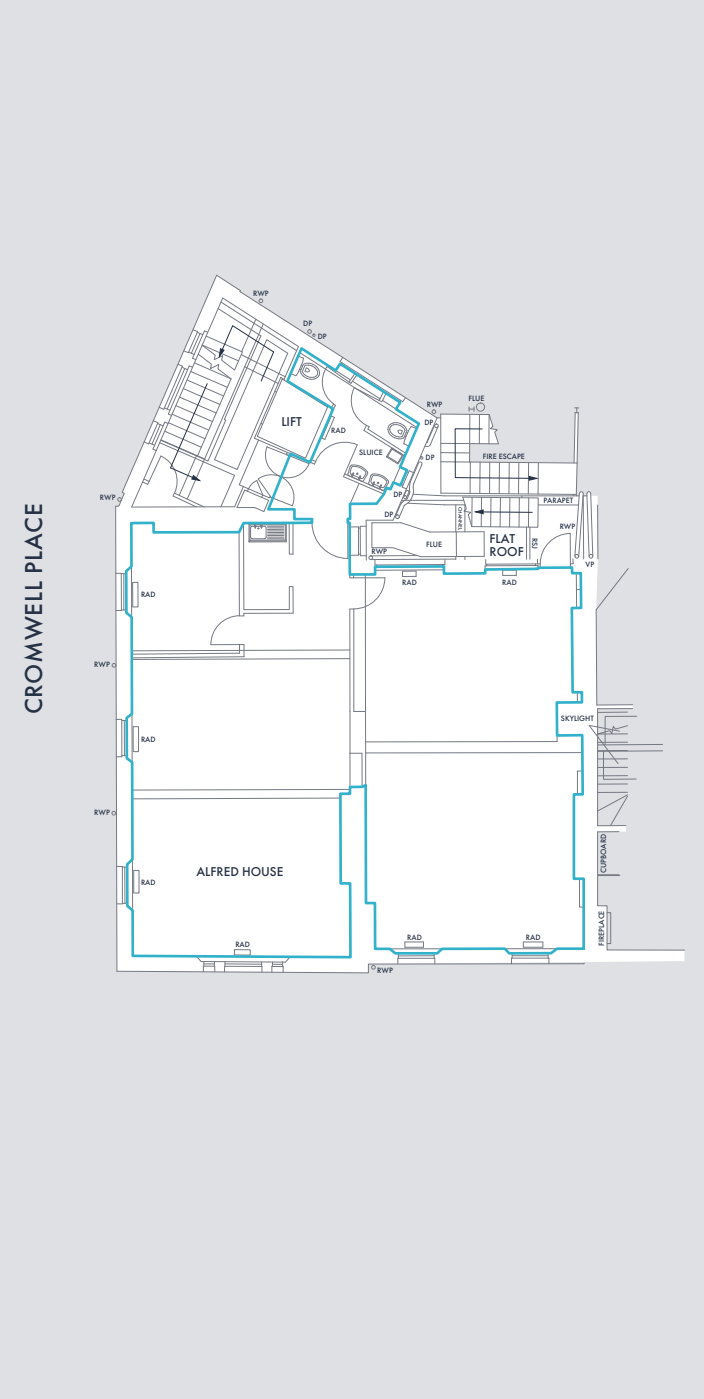 RWP
DP
DP
RWP
FLUE
DP
LIFT
RAD
SLUICE
FIRE ESCAPE
DP
RWP
DP
DP
PARAPET
CHANNEL
RWP
FLAT
ROOF
RSJ
FLUE
RWP
VP
RAD
RAD
RAD
CROMWELL PLACE
RWP
SKYLIGHT
RAD
RWP
CUPBOARD
ALFRED HOUSE
RAD
FIREPLACE
RAD
RAD
RAD
RWP